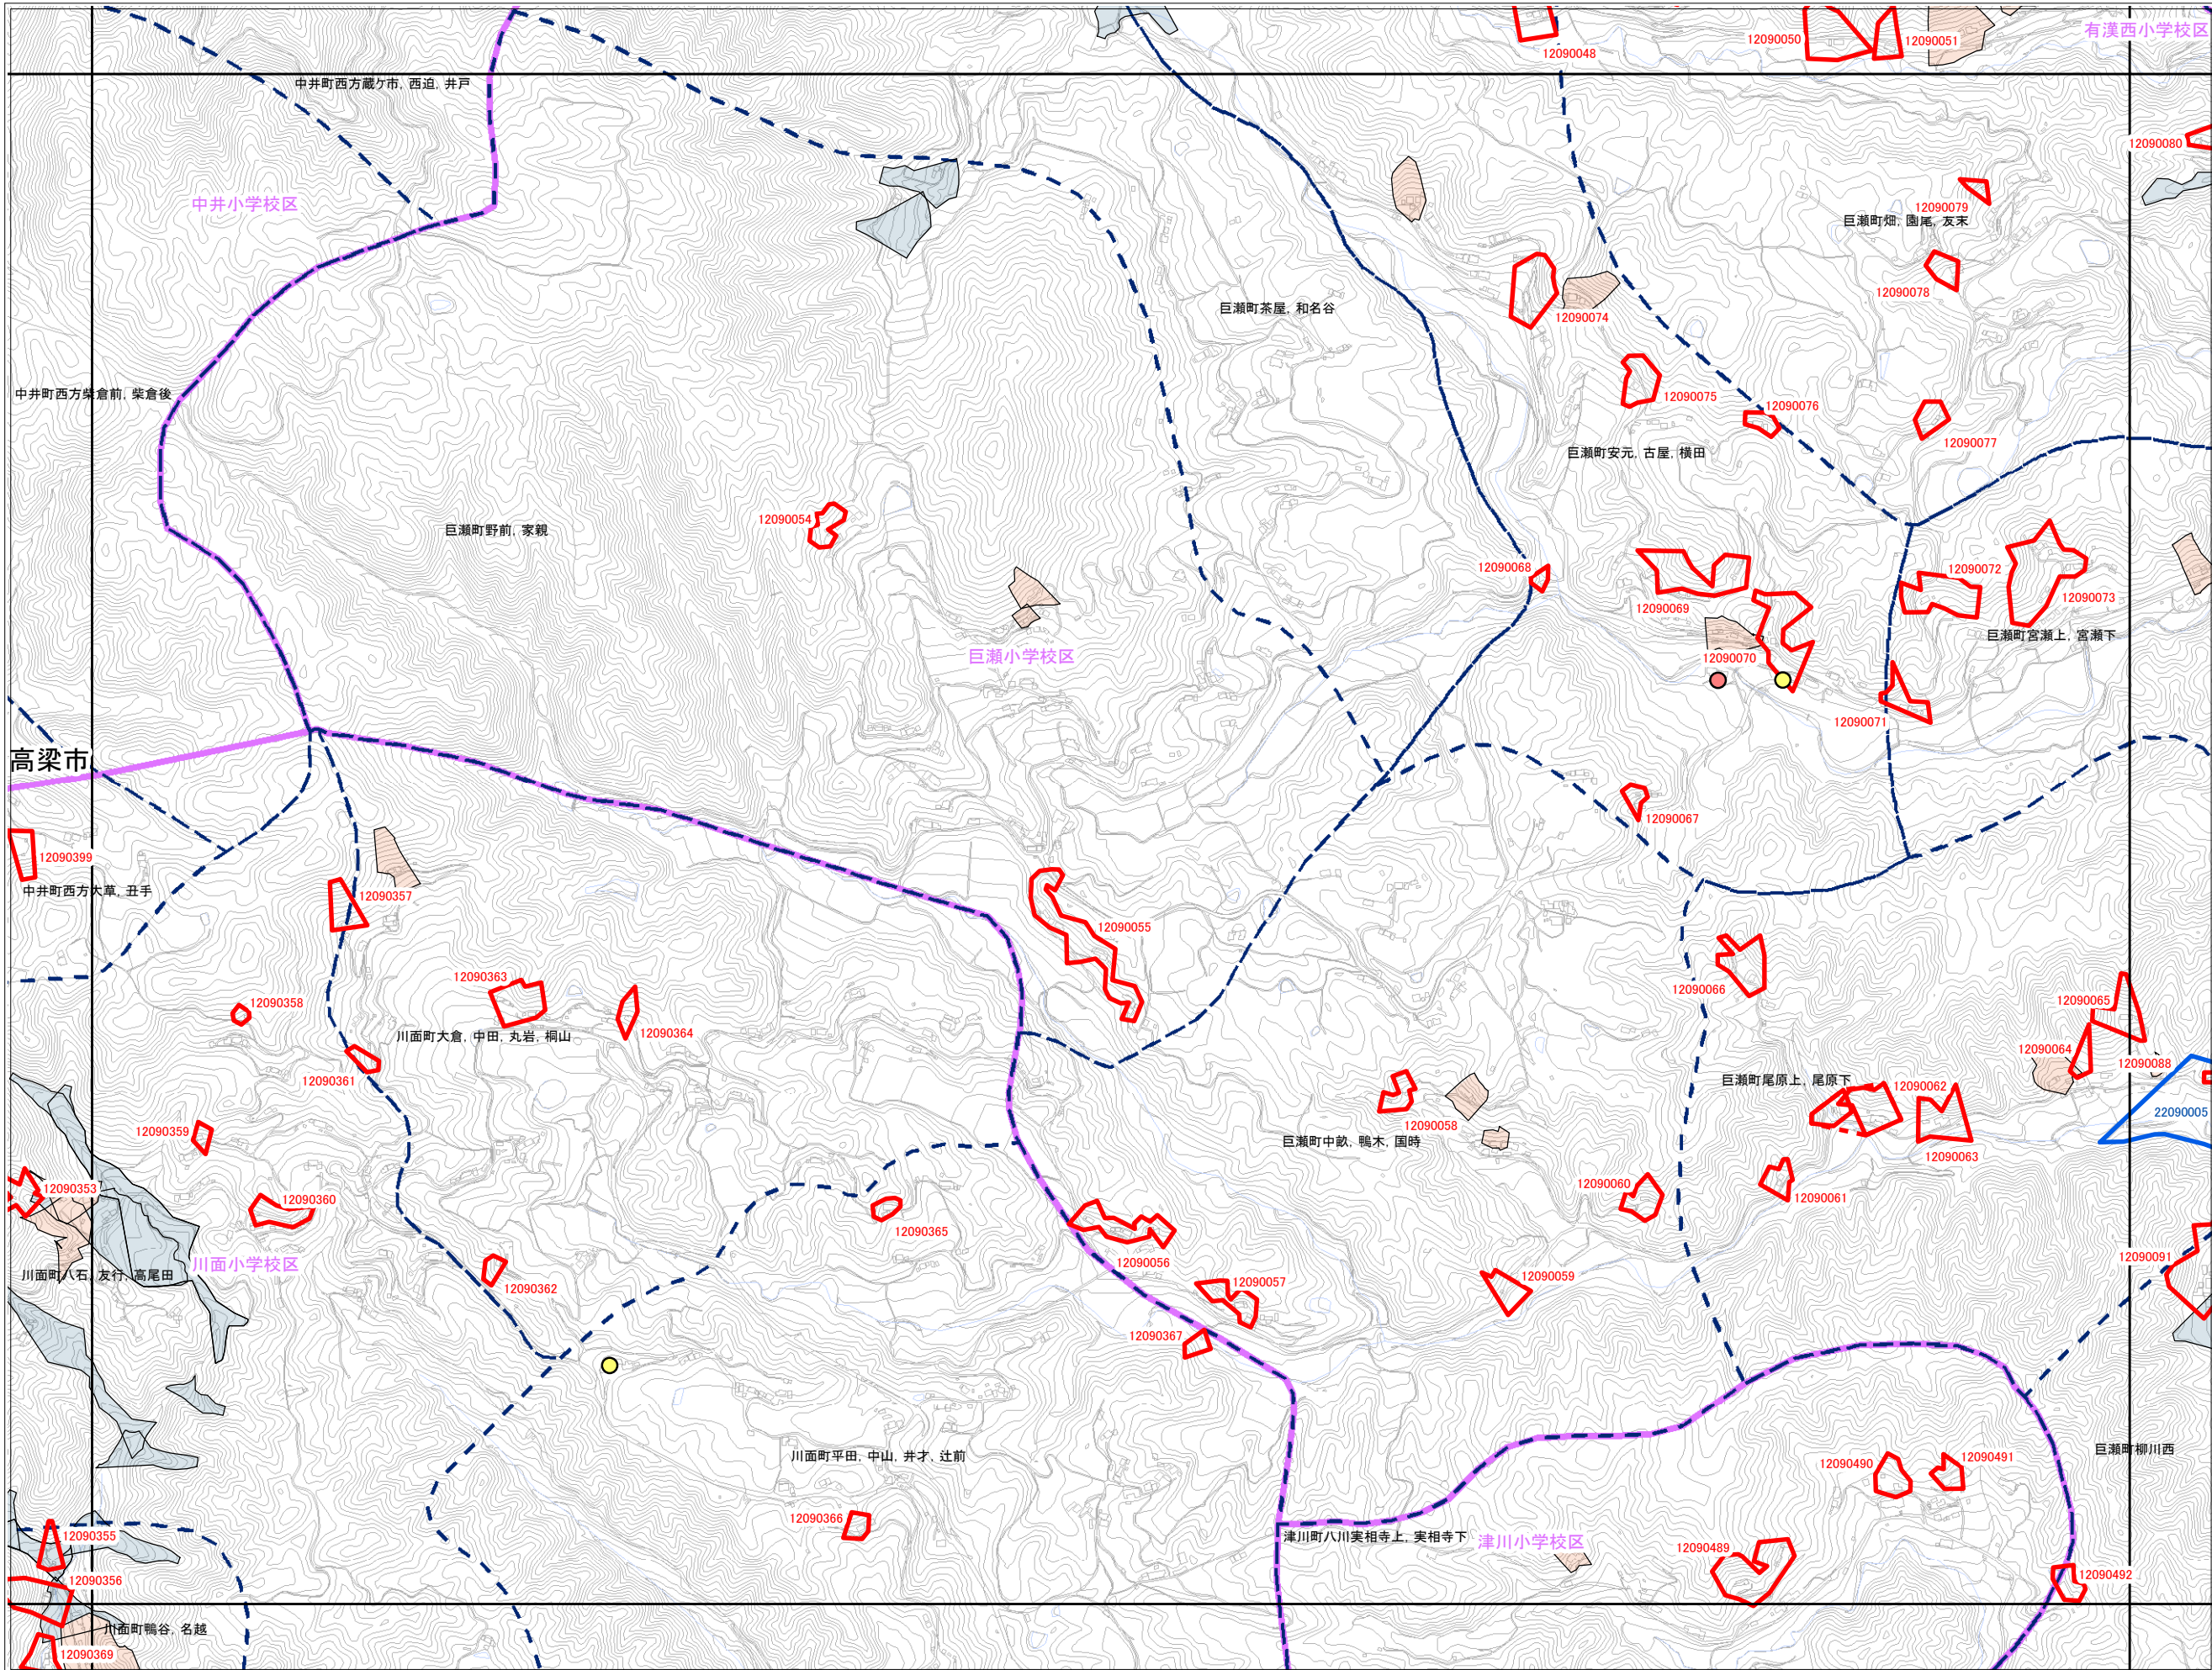 有漢西小学校区
12090048
12090050
12090051
中井町西方蔵ケ市, 西迫, 井戸
12090080
中井小学校区
12090079
巨瀬町畑, 園尾, 友末
12090078
巨瀬町茶屋, 和名谷
12090074
中井町西方柴倉前, 柴倉後
12090075
12090076
12090077
巨瀬町安元, 古屋, 横田
12090054
巨瀬町野前, 家親
12090068
12090072
12090073
12090069
巨瀬町宮瀬上, 宮瀬下
巨瀬小学校区
12090070
12090071
高梁市
12090067
12090399
中井町西方大草, 丑手
12090357
12090055
12090363
12090066
12090358
12090065
川面町大倉, 中田, 丸岩, 桐山
12090364
12090064
12090088
12090361
巨瀬町尾原上, 尾原下
12090062
22090005
12090359
12090058
巨瀬町中畝, 鴨木, 国時
12090063
12090353
12090360
12090060
12090061
12090365
川面小学校区
12090056
12090091
川面町八石, 友行, 高尾田
12090362
12090057
12090059
12090367
巨瀬町柳川西
川面町平田, 中山, 井才, 辻前
12090490
12090491
12090366
12090355
津川町八川実相寺上, 実相寺下
津川小学校区
12090489
12090356
12090492
川面町鴨谷, 名越
12090369